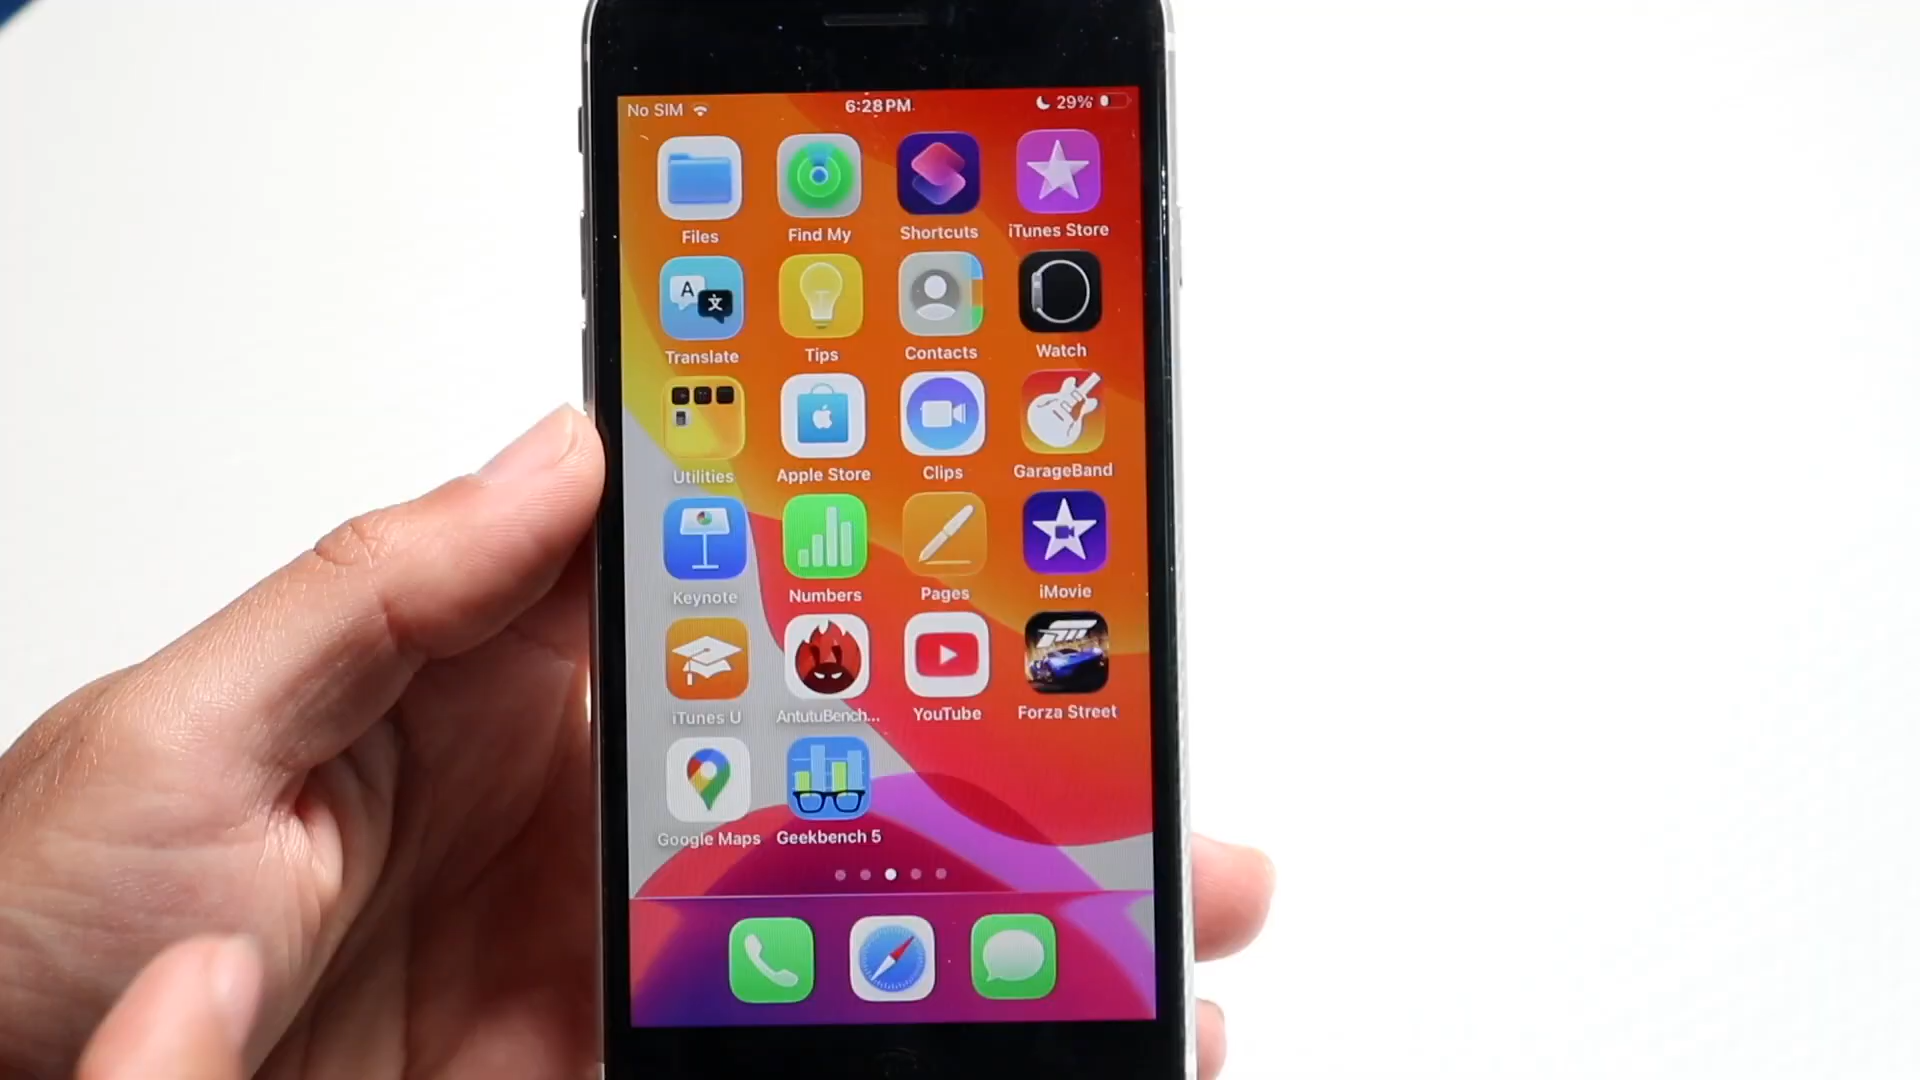 No SIM 6:28 PM 29%
Files Find My Shortcuts iTunes Store
A 文
Translate Tips Contacts Watch
Utilities Apple Store Clips GarageBand
Keynote Numbers Pages iMovie
iTunes U AntutuBench... YouTube Forza Street
Google Maps Geekbench 5